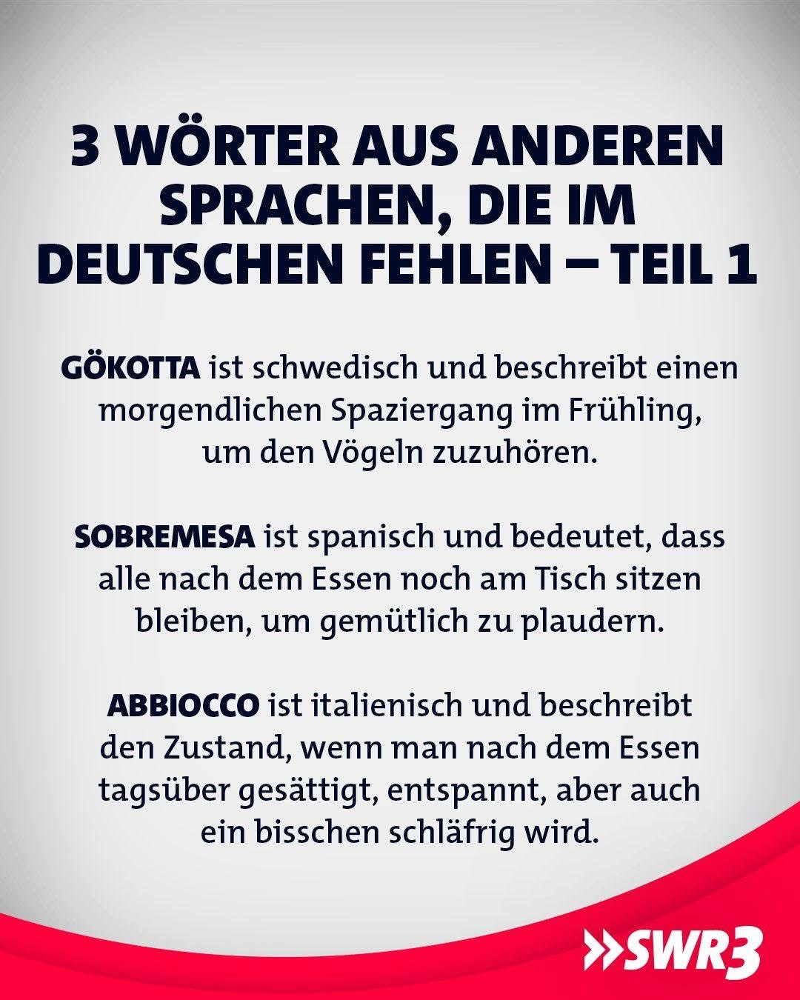 3 WÖRTER AUS ANDEREN
SPRACHEN, DIE IM
DEUTSCHEN FEHLEN – TEIL 1
GÖKOTTA ist schwedisch und beschreibt einen
morgendlichen Spaziergang im Frühling,
um den Vögeln zuzuhören.
SOBREMESA ist spanisch und bedeutet, dass
alle nach dem Essen noch am Tisch sitzen
bleiben, um gemütlich zu plaudern.
ABBIOCCO ist italienisch und beschreibt
den Zustand, wenn man nach dem Essen
tagsüber gesättigt, entspannt, aber auch
ein bisschen schläfrig wird.
SWR3